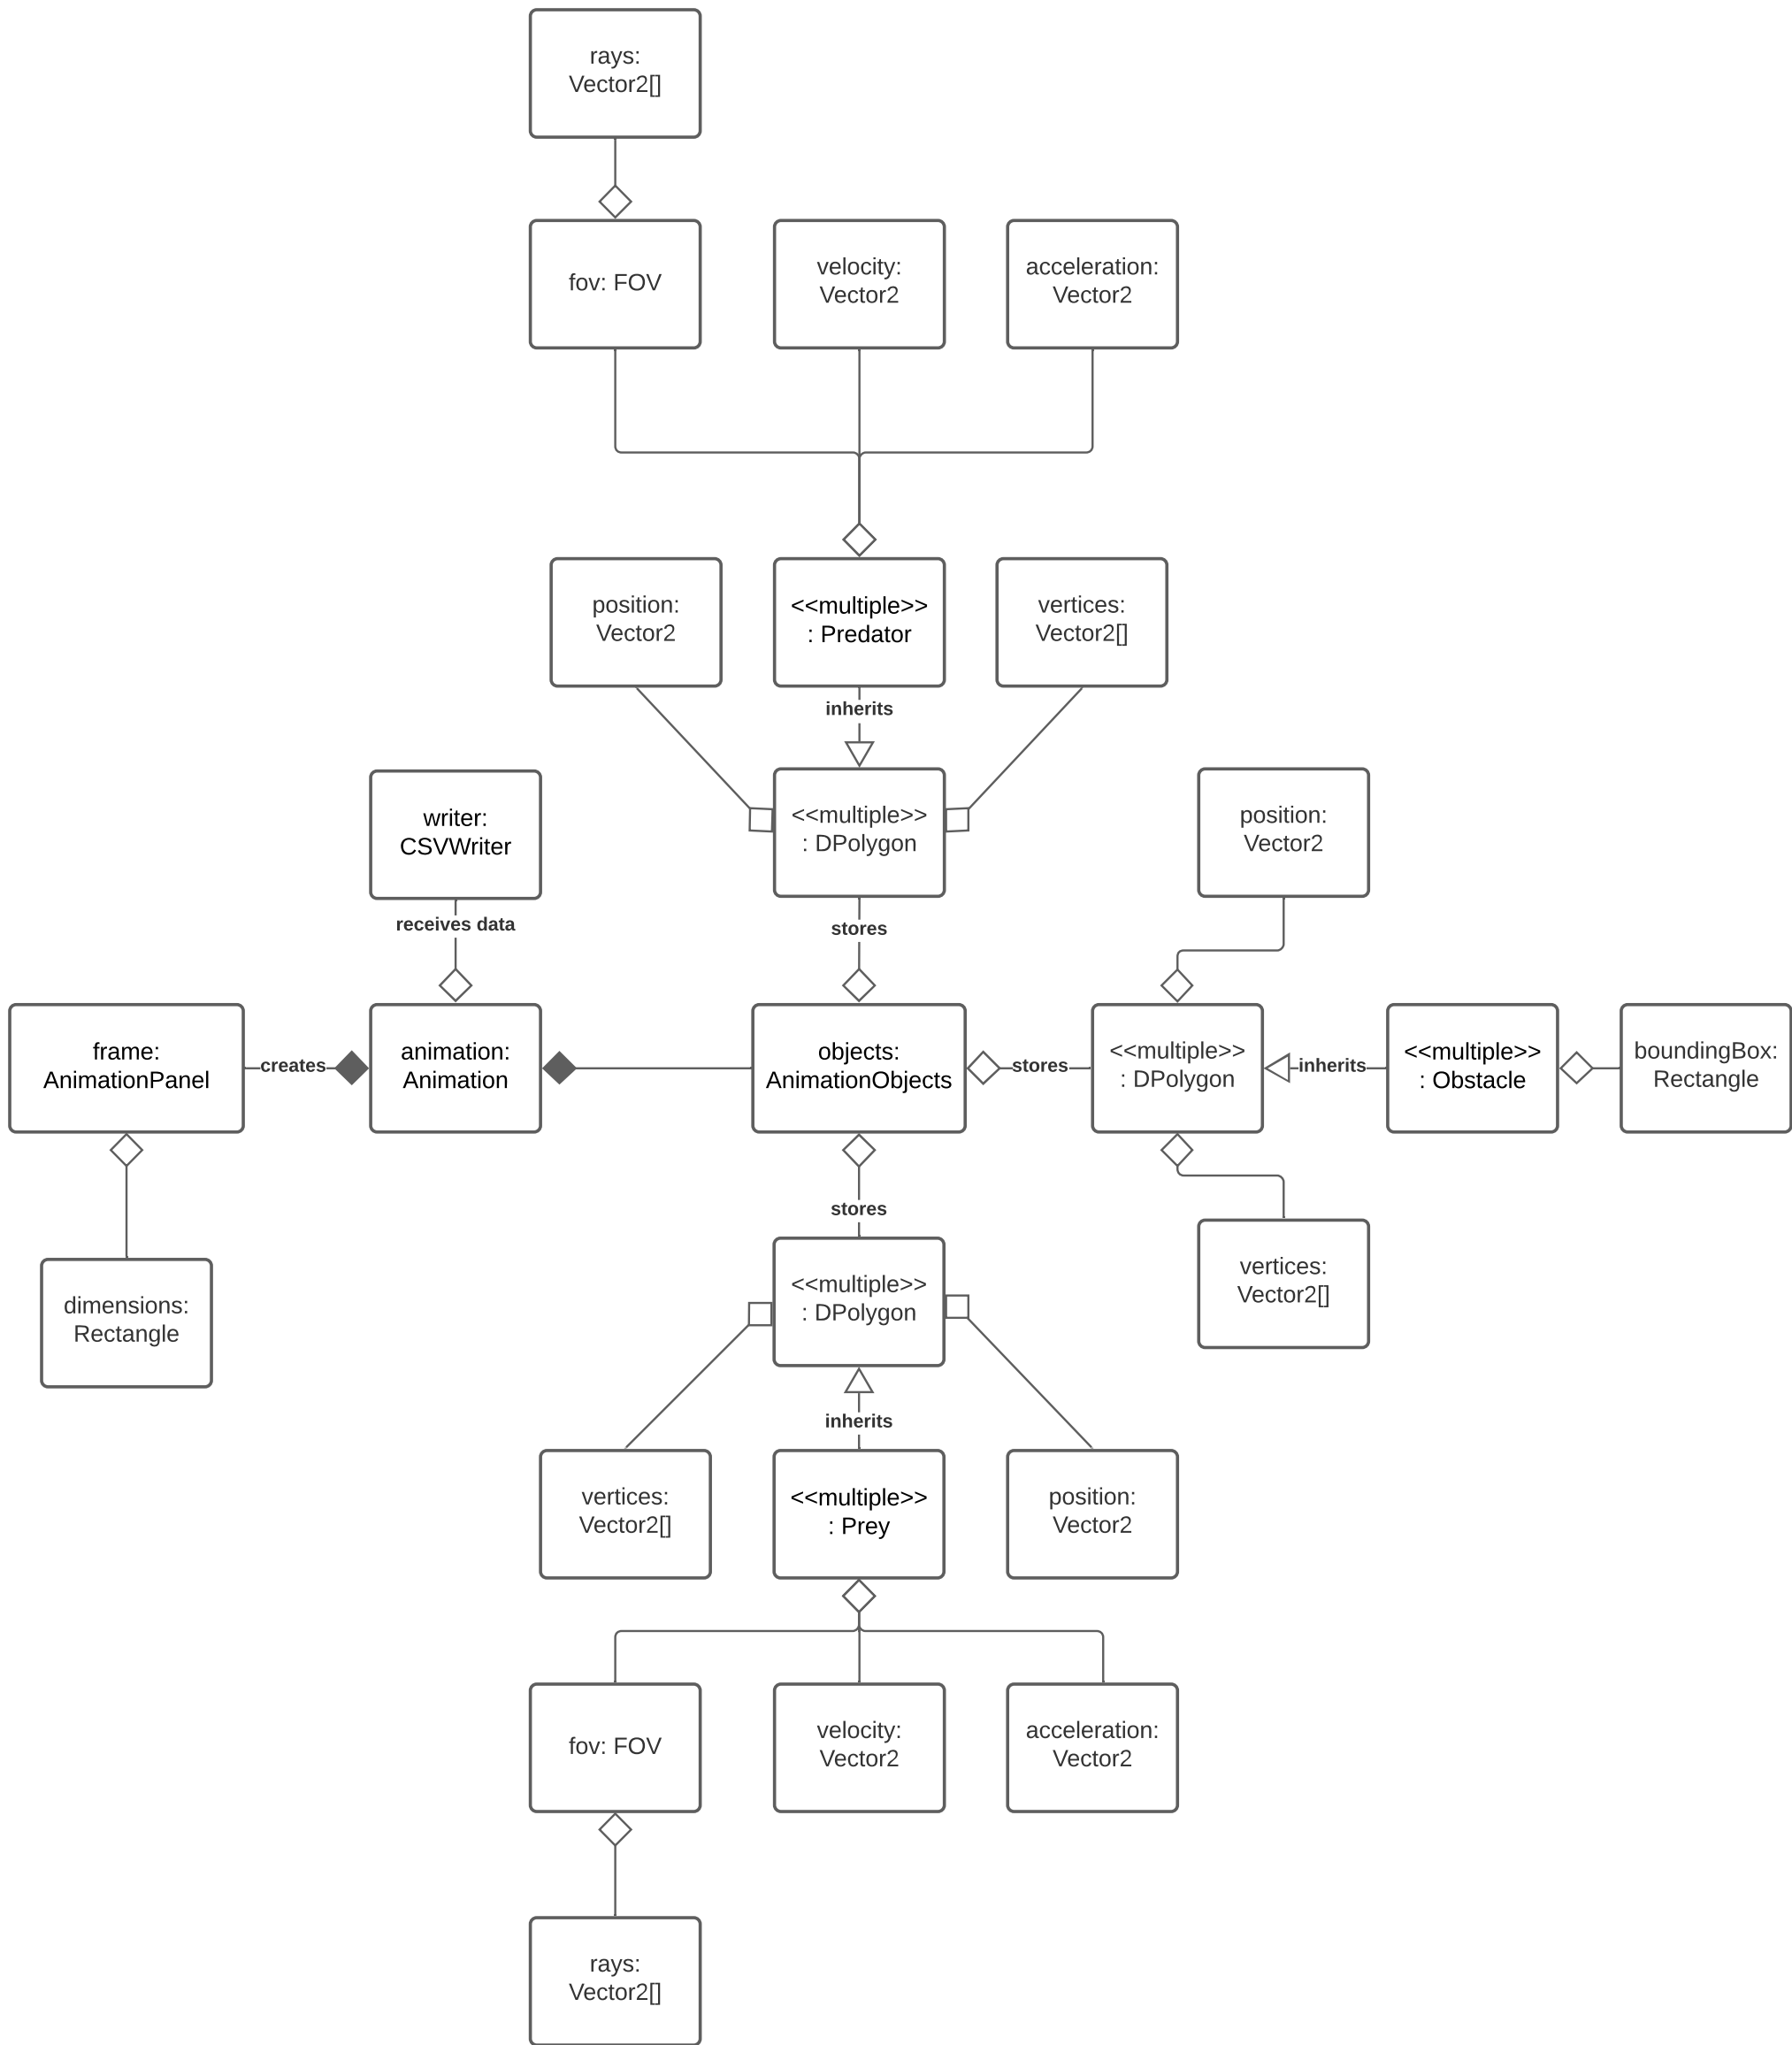 rays:
Vector2[]
fov: FOV
velocity:
Vector2
acceleration:
Vector2
position:
Vector2
<<multiple>>
: Predator
vertices:
Vector2[]
inherits
writer:
CSVWriter
<<multiple>>
: DPolygon
position:
Vector2
receives data
stores
frame:
AnimationPanel
creates
animation:
Animation
objects:
AnimationObjects
stores
<<multiple>>
: DPolygon
inherits
<<multiple>>
: Obstacle
boundingBox:
Rectangle
stores
dimensions:
Rectangle
<<multiple>>
: DPolygon
vertices:
Vector2[]
inherits
vertices:
Vector2[]
<<multiple>>
: Prey
position:
Vector2
fov: FOV
velocity:
Vector2
acceleration:
Vector2
rays:
Vector2[]